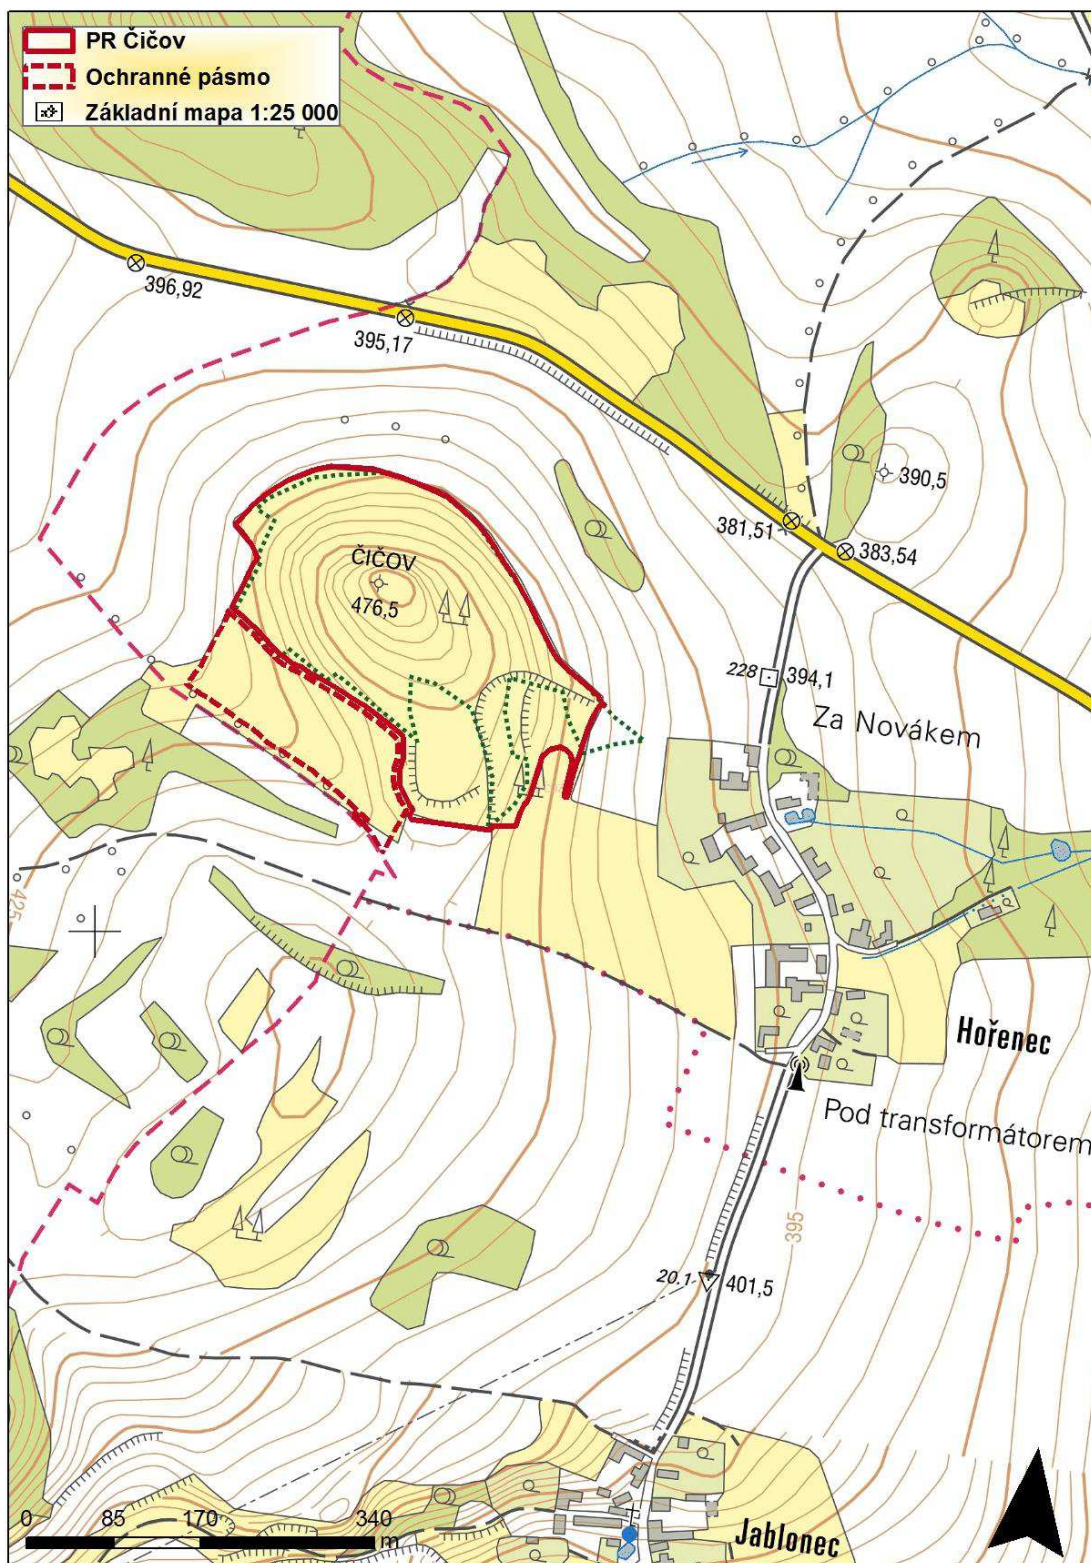 PR Čičov
Ochranné pásmo
Základní mapa 1:25 000
396,92
395,17
390,5
381,51
383,54
ČIČOV
476,5
228
394,1
Za Novákem
425
Hořenec
Pod transformátorem
395
20.1
401,5
Jablonec
0 85 170 340
m